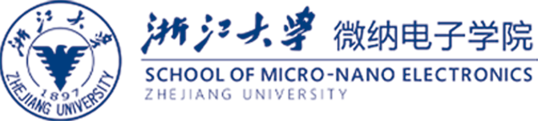 浙江大学
ZHEJIANG UNIVERSITY
1897
浙江大学 微纳电子学院
SCHOOL OF MICRO-NANO ELECTRONICS
ZHEJIANG UNIVERSITY